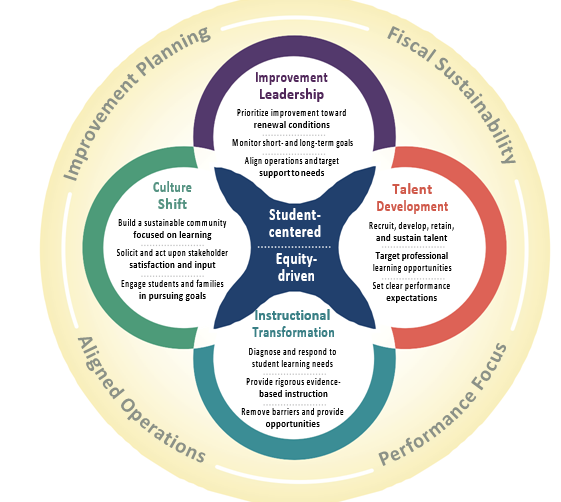 Improvement Planning
Fiscal Sustainability
Improvement
Leadership
Prioritize improvement toward
renewal conditions
Monitor short- and long-term goals
Align operations and target
support to needs
Culture
Shift
Build a sustainable community
focused on learning
Solicit and act upon stakeholder
satisfaction and input
Engage students and families
in pursuing goals
Student-
centered
Equity-
driven
Talent
Development
Recruit, develop, retain,
and sustain talent
Target professional
learning opportunities
Set clear performance
expectations
Instructional
Transformation
Diagnose and respond to
student learning needs
Provide rigorous evidence-
based instruction
Remove barriers and provide
opportunities
Aligned Operations
Performance Focus